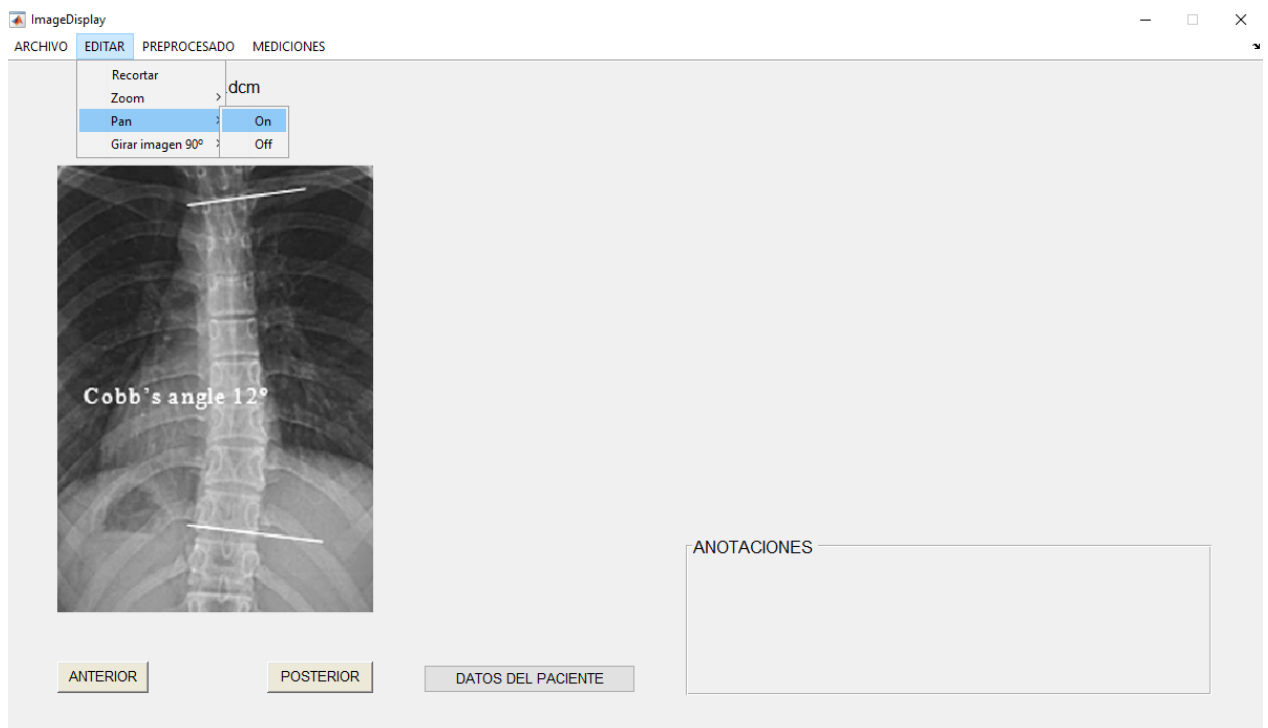 ImageDisplay
ARCHIVO EDITAR PREPROCESADO MEDICIONES
Recortar
.dcm
Zoom
Pan
On
Girar imagen 90º
Off
Cobb's angle 12º
ANOTACIONES
ANTERIOR
POSTERIOR
DATOS DEL PACIENTE